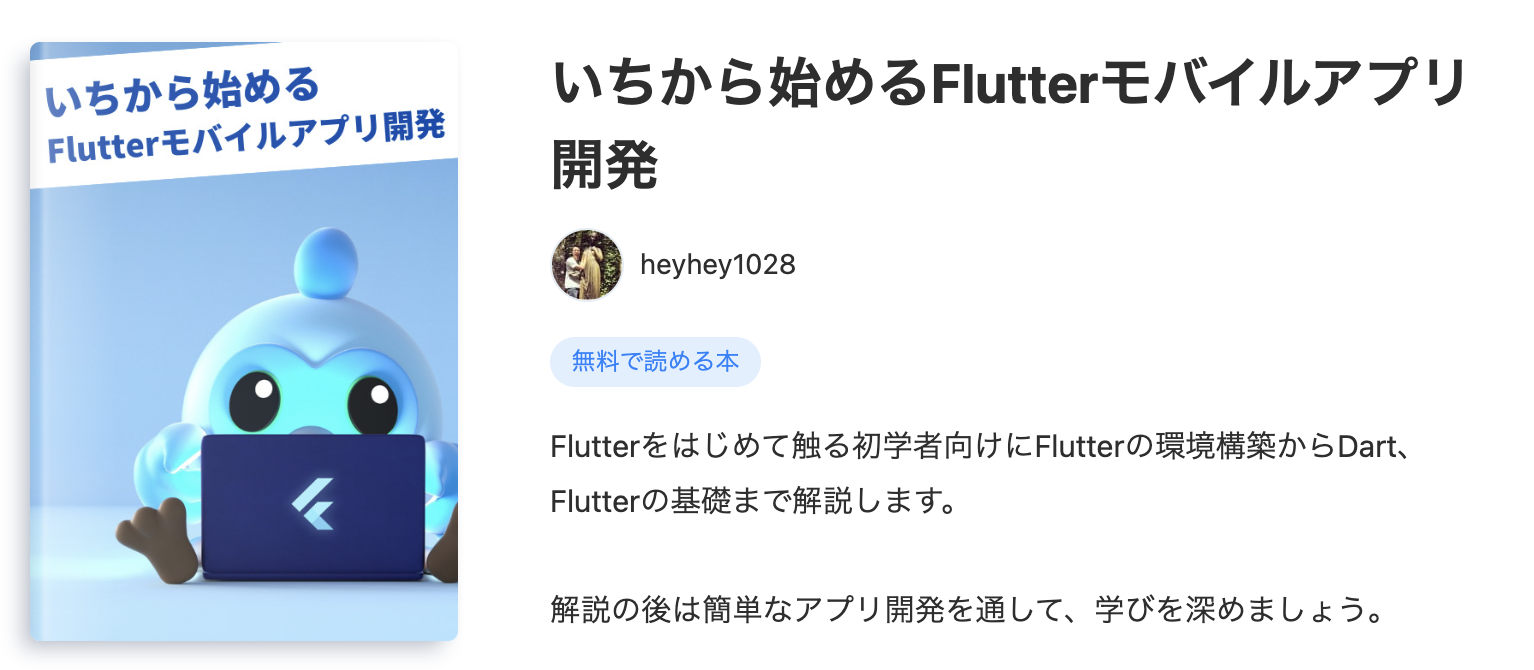 いちから始める
Flutterモバイルアプリ開発
いちから始めるFlutterモバイルアプリ
開発
heyhey1028
無料で読める本
Flutterをはじめて触る初学者向けにFlutterの環境構築からDart、
Flutterの基礎まで解説します。
解説の後は簡単なアプリ開発を通して、学びを深めましょう。